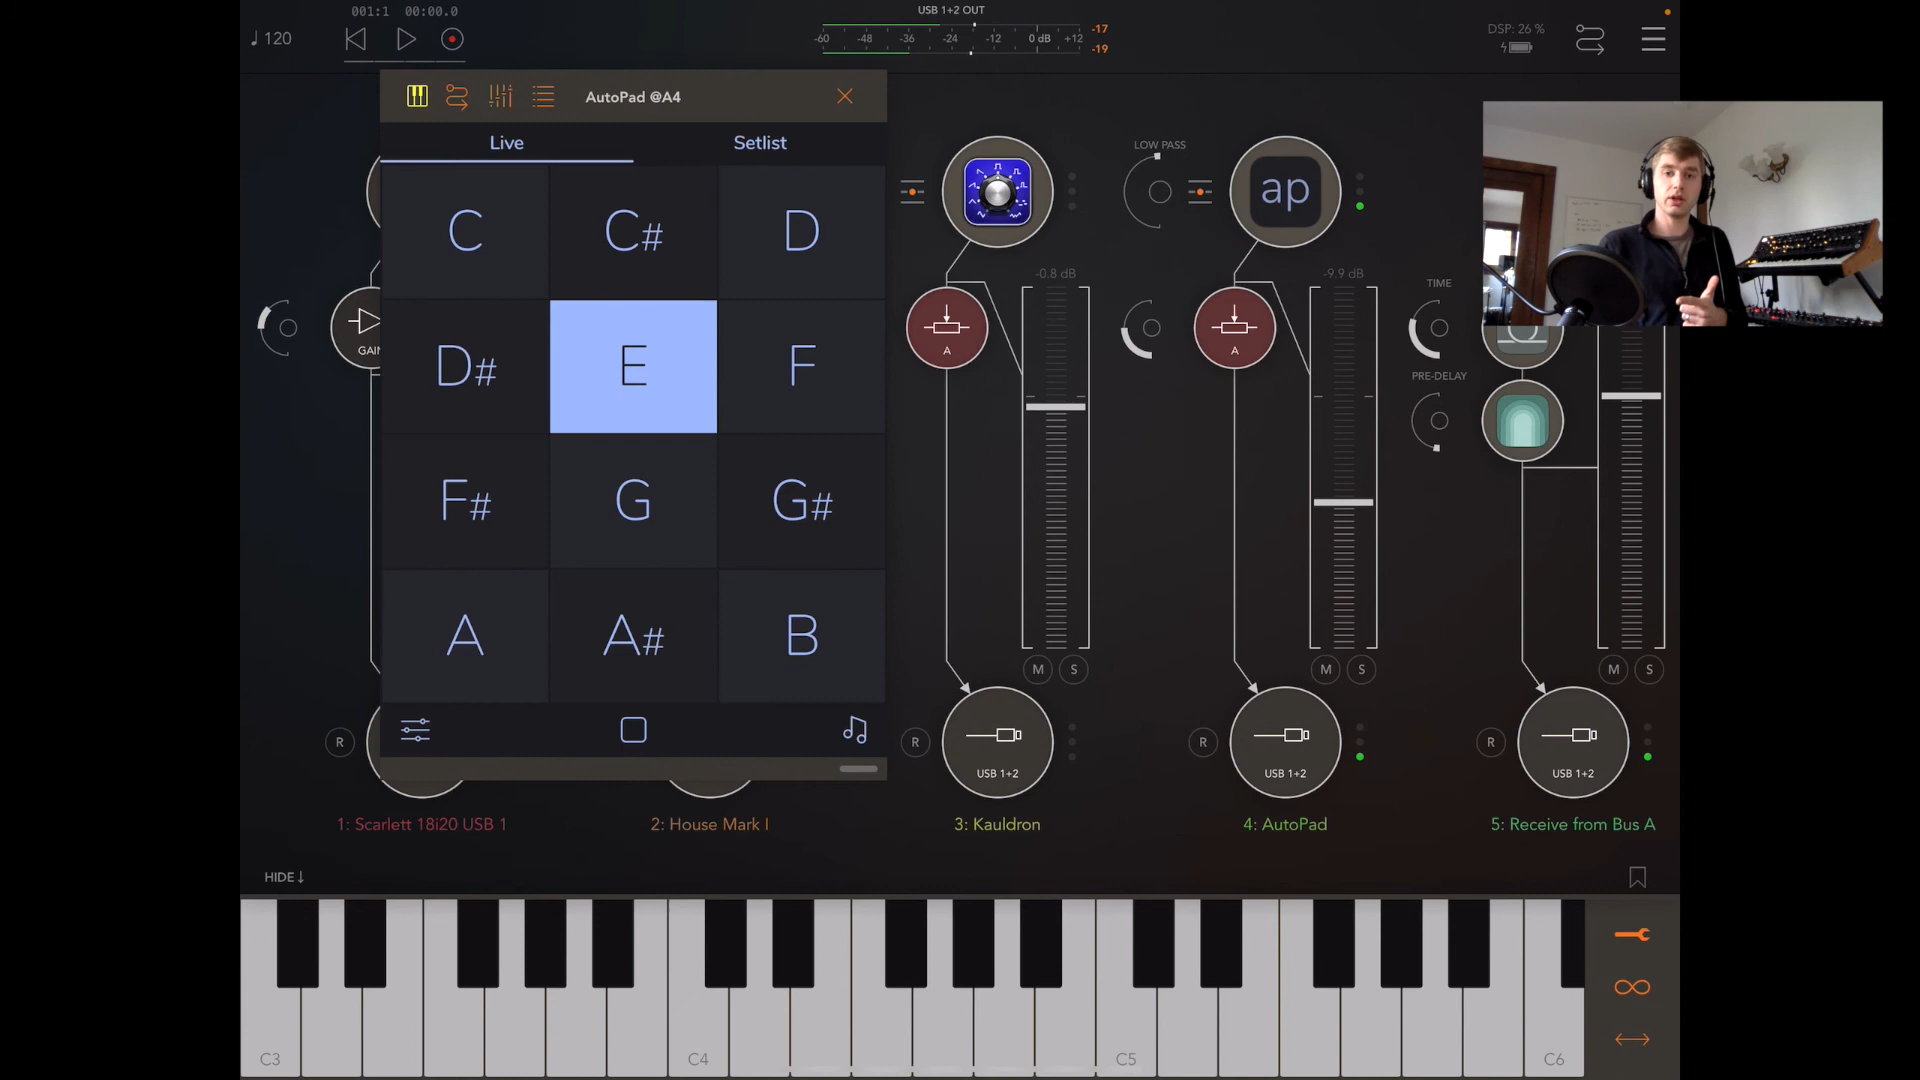 001:1 00:00.0
USB 1+2 OUT
♩ 120
-60 -48 -36 -24 -12 0 dB +12
-17
-19
DSP: 26 %
AutoPad @A4
Live Setlist
C C# D
D# E F
F# G G#
A A# B
LOW PASS
ap
-0.8 dB
-9.9 dB
TIME
GAIN
A
A
PRE-DELAY
M S
M S
M S
R
R
R
R
USB 1+2
USB 1+2
USB 1+2
1: Scarlett 18i20 USB 1
2: House Mark I
3: Kauldron
4: AutoPad
5: Receive from Bus A
HIDE↓
C3 C4 C5 C6